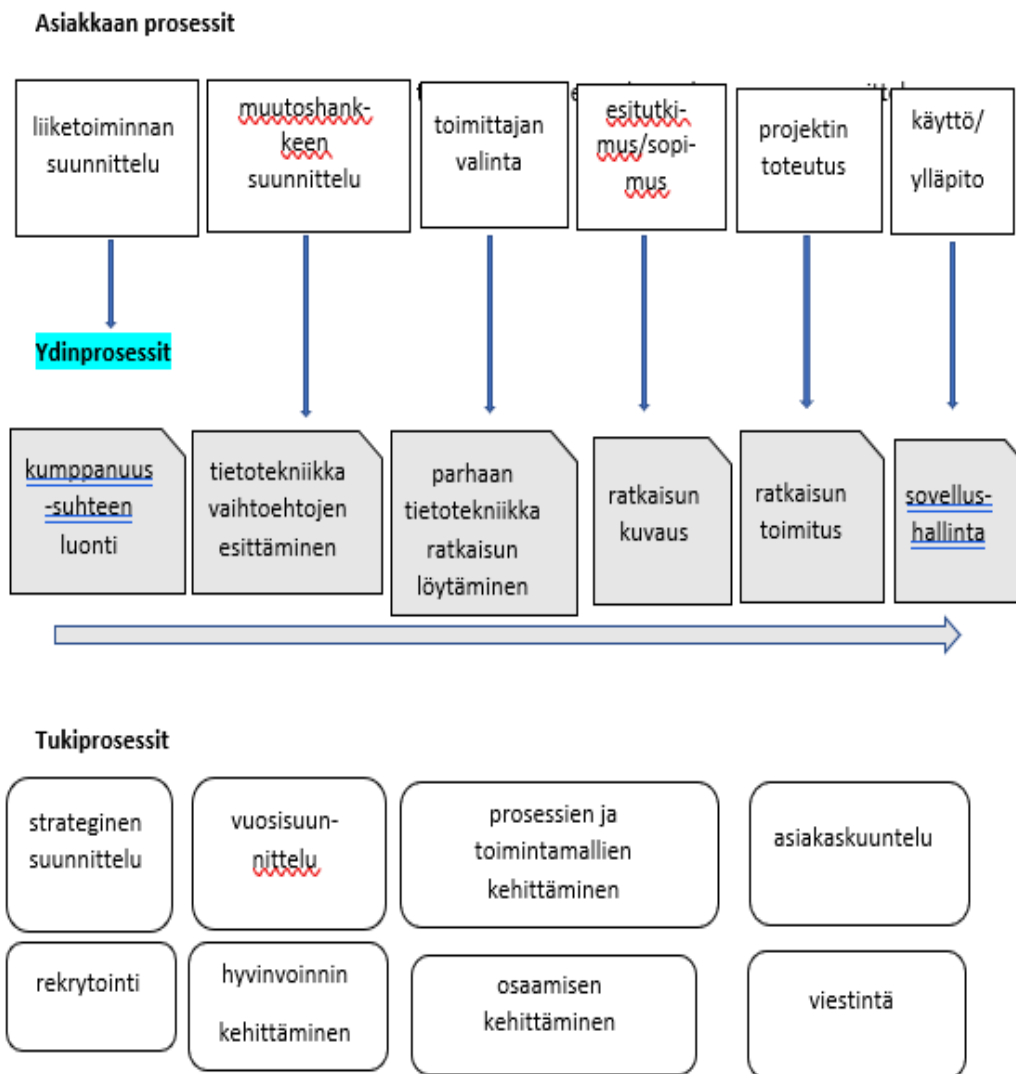 Asiakkaan prosessit
liiketoiminnan
suunnittelu
muutoshank-
keen
suunnittelu
toimittajan
valinta
esitutki-
mus/sopi-
mus
projektin
toteutus
käyttö/
ylläpito
Ydinprosessit
kumppanuus
-suhteen
luonti
tietotekniikka
vaihtoehtojen
esittäminen
parhaan
tietotekniikka
ratkaisun
löytäminen
ratkaisun
kuvaus
ratkaisun
toimitus
sovellus-
hallinta
Tukiprosessit
strateginen
suunnittelu
vuosisuun-
nittelu
prosessien ja
toimintamallien
kehittäminen
asiakaskuuntelu
rekrytointi
hyvinvoinnin
kehittäminen
osaamisen
kehittäminen
viestintä